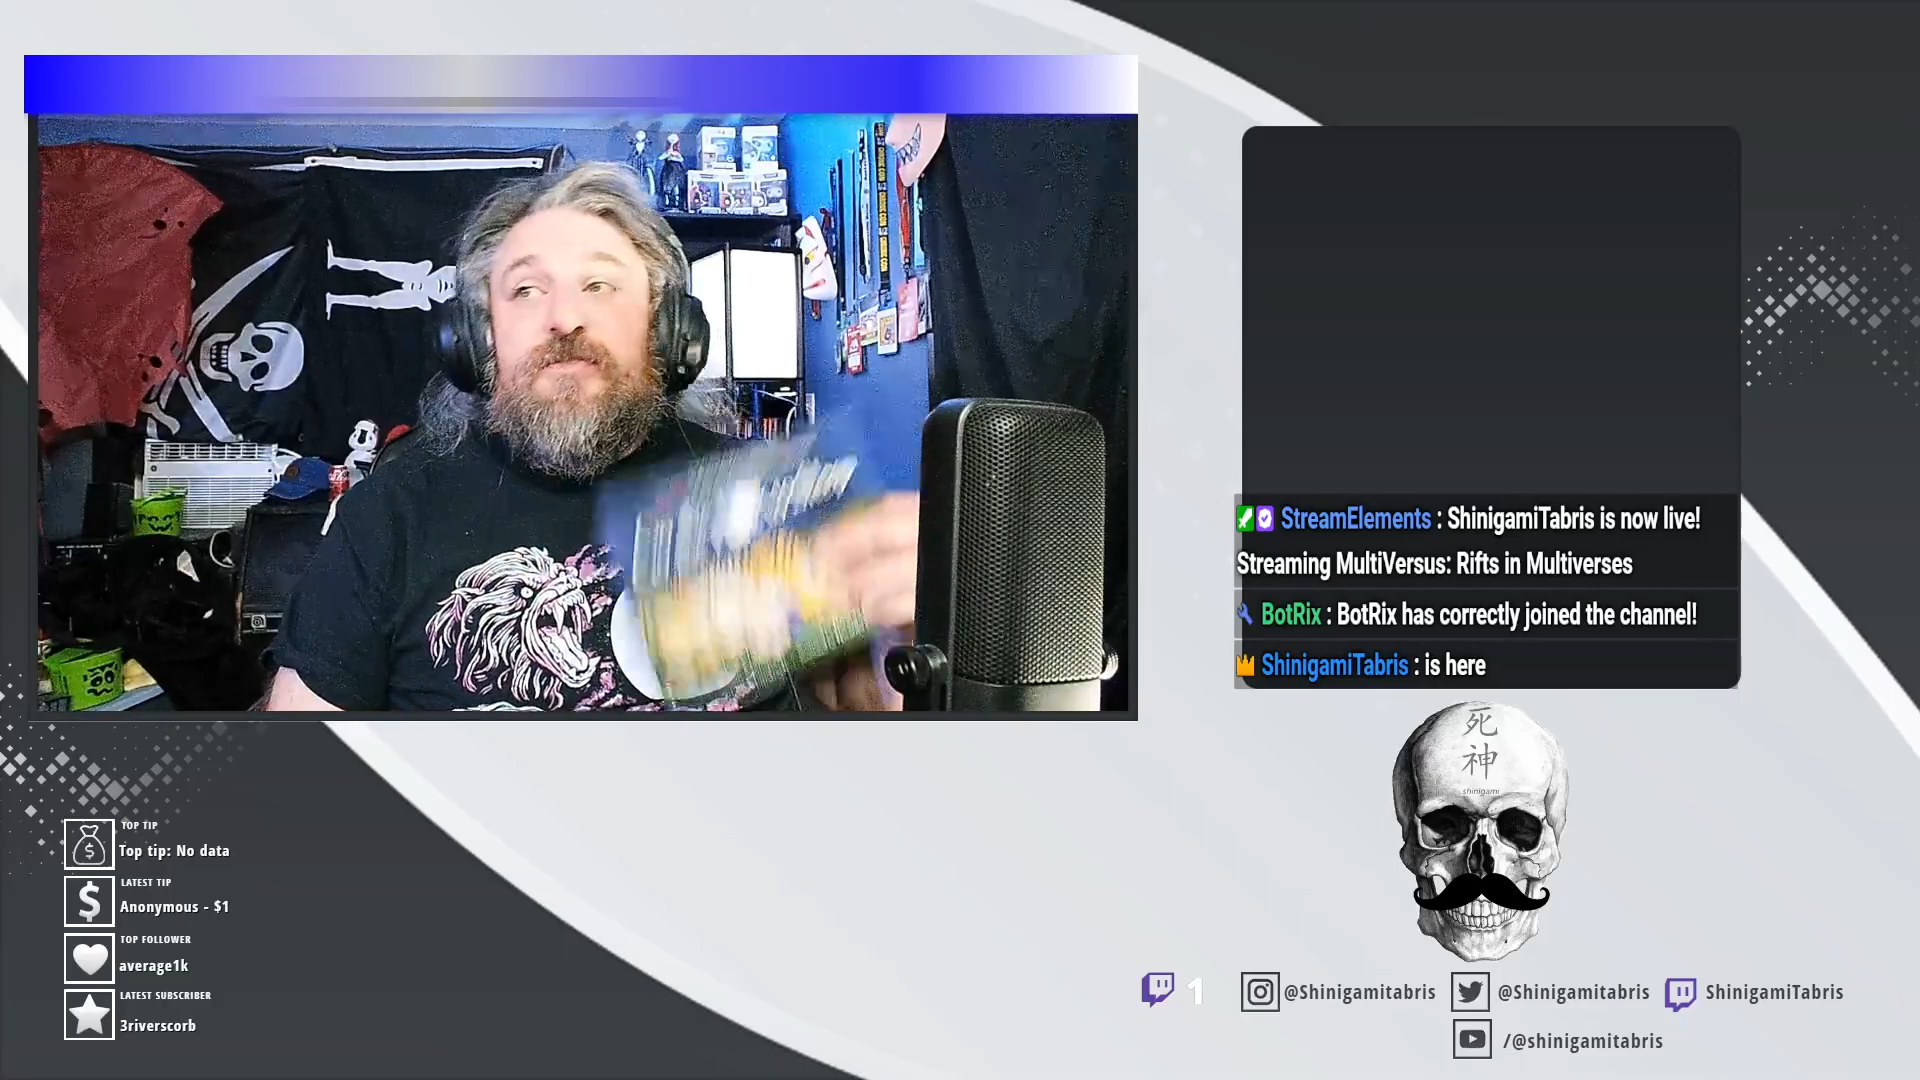 StreamElements : ShinigamiTabris is now live!
Streaming MultiVersus: Rifts in Multiverses
BotRix : BotRix has correctly joined the channel!
ShinigamiTabris : is here
死
神
shinigami
TOP TIP
Top tip: No data
LATEST TIP
Anonymous - $1
TOP FOLLOWER
average1k
LATEST SUBSCRIBER
3riverscorb
1
@Shinigamitabris
@Shinigamitabris
ShinigamiTabris
/@shinigamitabris